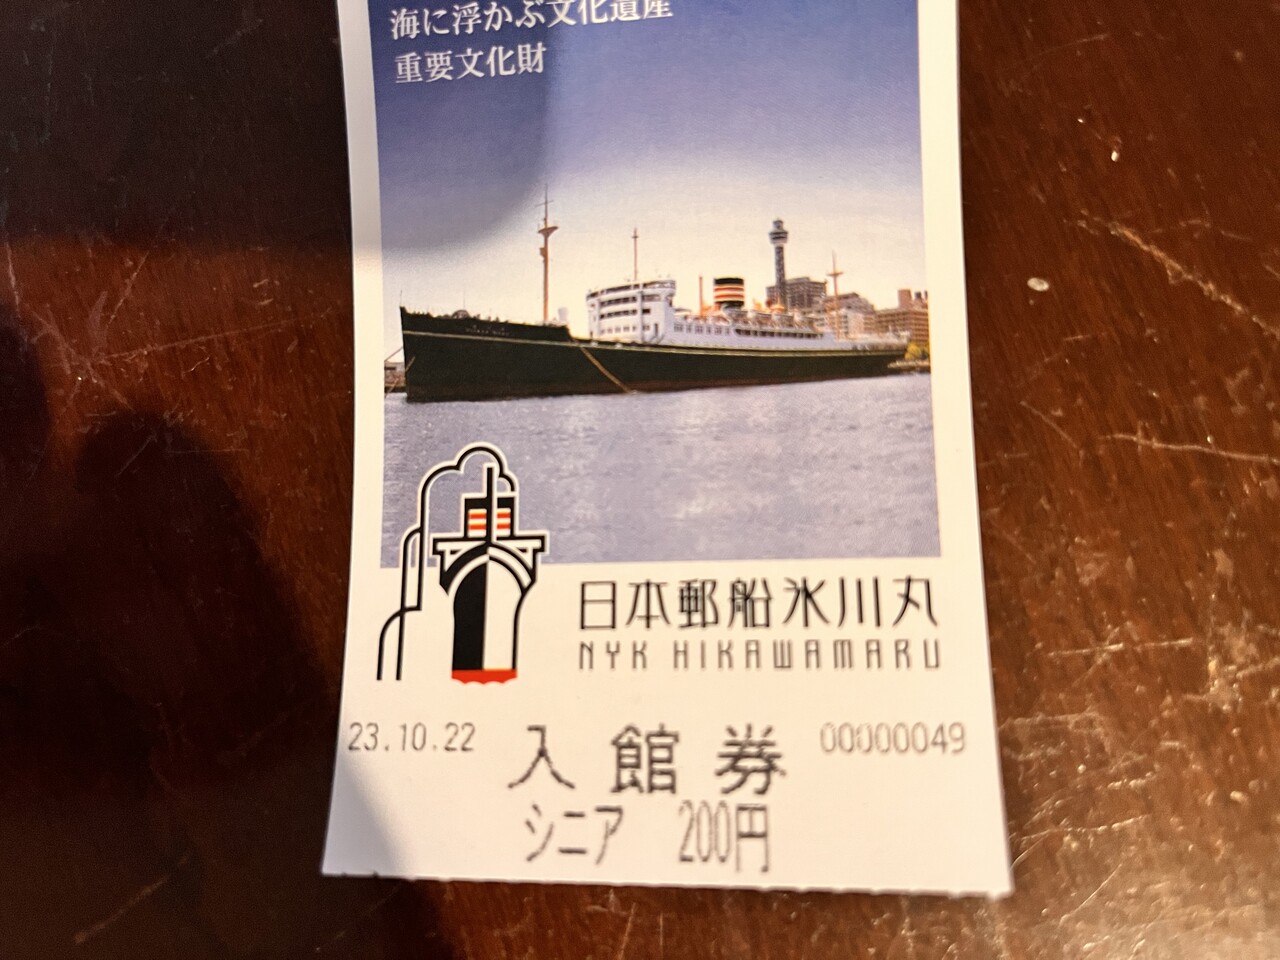 海に浮かぶ文化遺産
重要文化財
日本郵船氷川丸
NYK HIKAWAMARU
23.10.22 入館券 00000049
シニア 200円